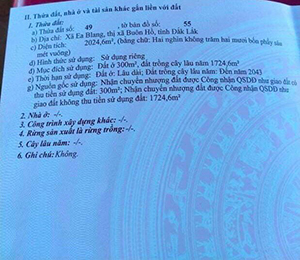 II. Thửa đất, nhà ở và tài sản khác gắn liền với đất
1. Thửa đất:
a) Thửa đất số: 49 , tờ bản đồ số: 55
b) Địa chỉ: Xã Ea Blang, thị xã Buôn Hồ, tỉnh Đắk Lắk
c) Diện tích: 2024,6m², (bằng chữ: Hai nghìn không trăm hai mươi bốn phẩy sáu
mét vuông)
d) Hình thức sử dụng: Sử dụng riêng
đ) Mục đích sử dụng: Đất ở 300m², đất trồng cây lâu năm 1724,6m²
e) Thời hạn sử dụng: Đất ở: Lâu dài; Đất trồng cây lâu năm: Đến năm 2043
g) Nguồn gốc sử dụng: Nhận chuyển nhượng đất được Công nhận QSDĐ như giao đất có
thu tiền sử dụng đất: 300m²; Nhận chuyển nhượng đất được Công nhận QSDĐ như
giao đất không thu tiền sử dụng đất: 1724,6m²
2. Nhà ở: -/-.
3. Công trình xây dựng khác: -/-.
4. Rừng sản xuất là rừng trồng: -/-.
5. Cây lâu năm: -/-.
6. Ghi chú: Không.